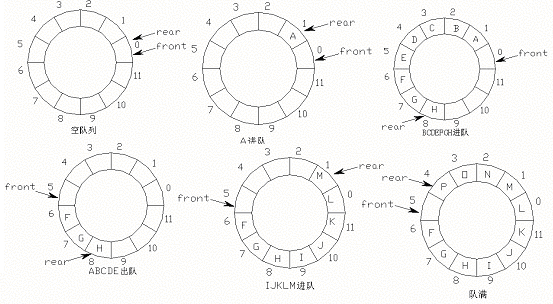 3 2
4 1
rear
0
front
5
6 11
7 10
8 9
空队列
3 2
4 1
rear
A
5 0
front
6 11
7 10
8 9
A进队
3 2
4 1
D C B A
5 0
front
E
6 F 11
G H
7 10
rear
8 9
BCDEFGH进队
3 2
4 1
front
5 0
6 F 11
G H
7 10
rear
8 9
ABCDE出队
3 2
4 1
rear
M
5 L 0
front
6 F K 11
G H I J
7 10
8 9
IJKLM进队
3 2
4 1
rear
P O N M
5 L 0
front
6 F K 11
G H I J
7 10
8 9
队满